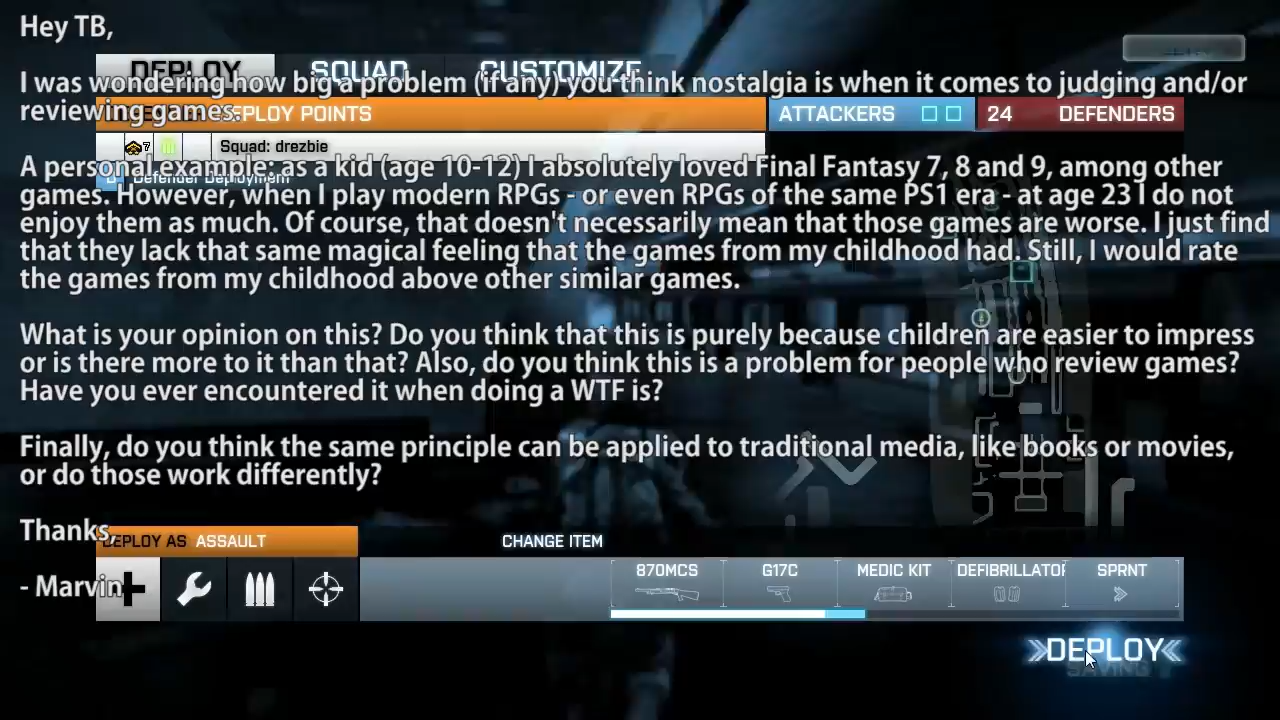 Hey TB,
DEPLOY SQUAD CUSTOMIZE
I was wondering how big a problem (if any) you think nostalgia is when it comes to judging and/or
reviewing games.
DEPLOY POINTS
ATTACKERS
24 DEFENDERS
7 Squad: drezbie
A personal example: as a kid (age 10-12) I absolutely loved Final Fantasy 7, 8 and 9, among other
Defender Deployment
games. However, when I play modern RPGs - or even RPGs of the same PS1 era - at age 23 I do not
enjoy them as much. Of course, that doesn't necessarily mean that those games are worse. I just find
that they lack that same magical feeling that the games from my childhood had. Still, I would rate
the games from my childhood above other similar games.
What is your opinion on this? Do you think that this is purely because children are easier to impress
or is there more to it than that? Also, do you think this is a problem for people who review games?
Have you ever encountered it when doing a WTF is?
Finally, do you think the same principle can be applied to traditional media, like books or movies,
or do those work differently?
Thanks,
DEPLOY AS ASSAULT
CHANGE ITEM
- Marvin
870MCS G17C MEDIC KIT DEFIBRILLATOR SPRNT
DEPLOY
SAVING